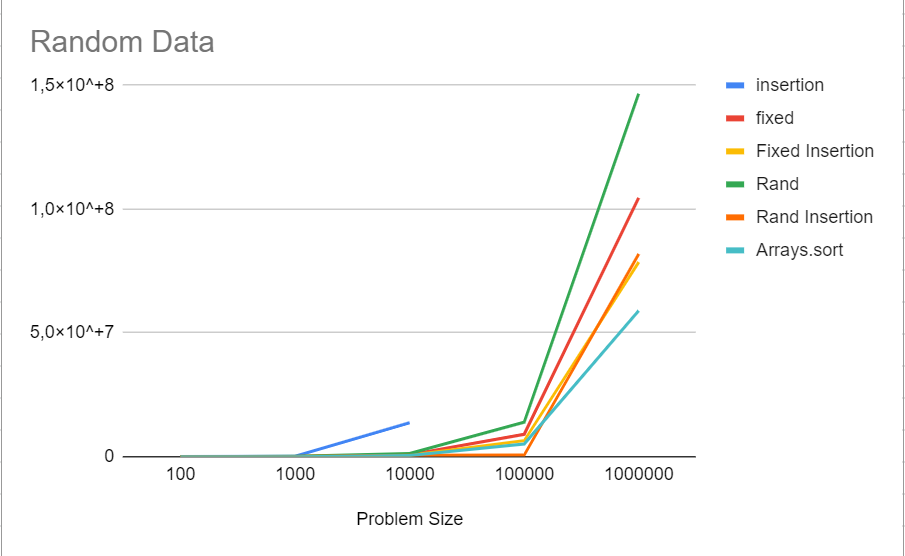 Random Data
1,5×10^+8
1,0×10^+8
5,0×10^+7
0
100 1000 10000 100000 1000000
Problem Size
insertion
fixed
Fixed Insertion
Rand
Rand Insertion
Arrays.sort